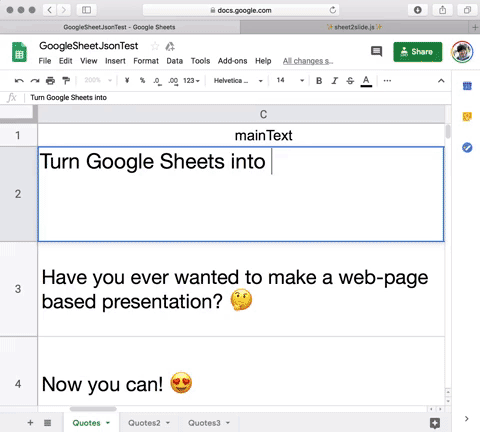 docs.google.com
GoogleSheetJsonTest - Google Sheets
✨sheet2slide.js✨
GoogleSheetJsonTest
File Edit View Insert Format Data Tools Add-ons Help All changes s...
Share
200% $ % .0 .00 123 Helvetica ... 14 B I S A ...
fx Turn Google Sheets into
C
1 mainText
2 Turn Google Sheets into
3 Have you ever wanted to make a web-page
based presentation? 🤔
4 Now you can! 😍
+ Quotes Quotes2 Quotes3